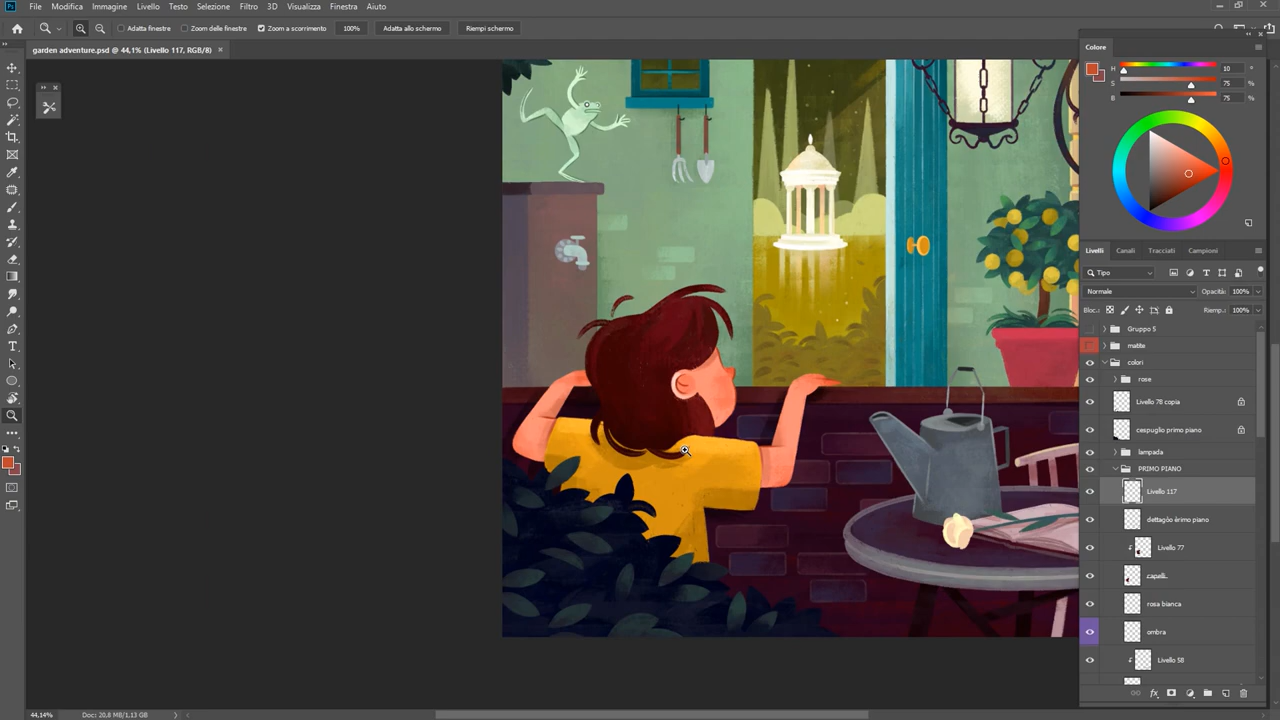 File Modifica Immagine Livello Testo Selezione Filtro 3D Visualizza Finestra Aiuto
Adatta finestre Zoom delle finestre Zoom a scorrimento 100% Adatta allo schermo Riempi schermo
garden adventure.psd @ 44,1% (Livello 117, RGB/8)
Colore
H 10 °
S 75 %
B 75 %
Livelli Canali Tracciati Campioni
Tipo
Normale Opacità: 100%
Bloc.: Riemp.: 100%
Gruppo 5
matite
colori
rose
Livello 78 copia
cespuglio primo piano
lampada
PRIMO PIANO
Livello 117
dettagòo èrimo piano
Livello 77
capelli..
rosa bianca
ombra
Livello 58
44,14% Doc: 20,8 MB/1,13 GB